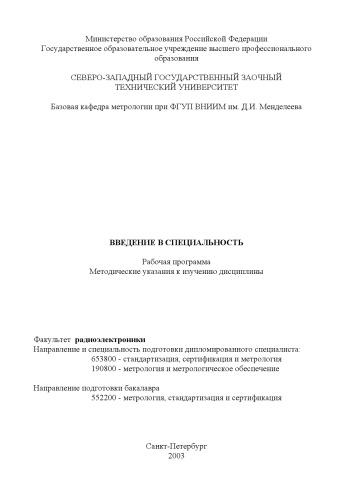 Министерство образования Российской Федерации
Государственное образовательное учреждение высшего профессионального
образования
СЕВЕРО-ЗАПАДНЫЙ ГОСУДАРСТВЕННЫЙ ЗАОЧНЫЙ
ТЕХНИЧЕСКИЙ УНИВЕРСИТЕТ
Базовая кафедра метрологии при ФГУП ВНИИМ им. Д.И. Менделеева
ВВЕДЕНИЕ В СПЕЦИАЛЬНОСТЬ
Рабочая программа
Методические указания к изучению дисциплины
Факультет радиоэлектроники
Направление и специальность подготовки дипломированного специалиста:
653800 - стандартизация, сертификация и метрология
190800 - метрология и метрологическое обеспечение
Направление подготовки бакалавра
552200 - метрология, стандартизация и сертификация
Санкт-Петербург
2003